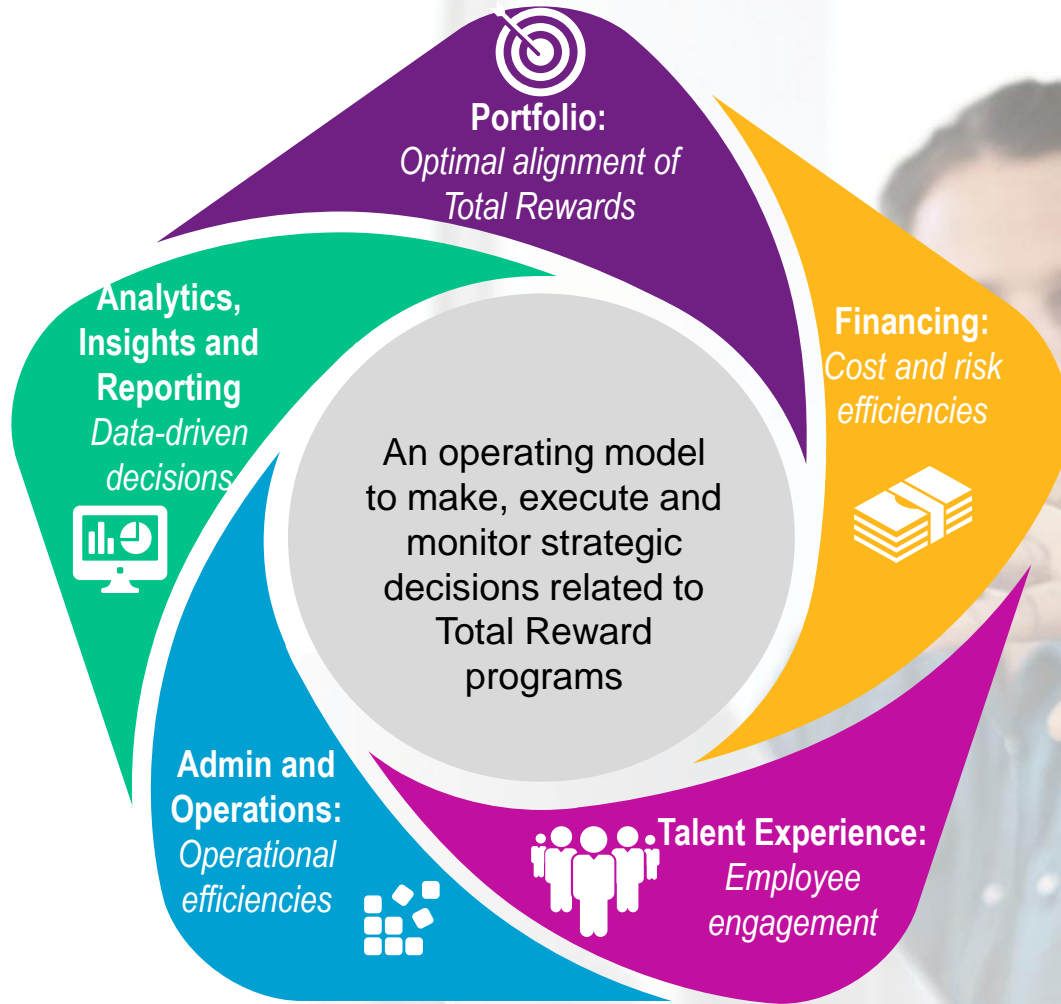 Portfolio:
Optimal alignment of
Total Rewards
Financing:
Cost and risk
efficiencies
Talent Experience:
Employee
engagement
Admin and
Operations:
Operational
efficiencies
Analytics,
Insights and
Reporting
Data-driven
decisions
An operating model
to make, execute and
monitor strategic
decisions related to
Total Reward
programs